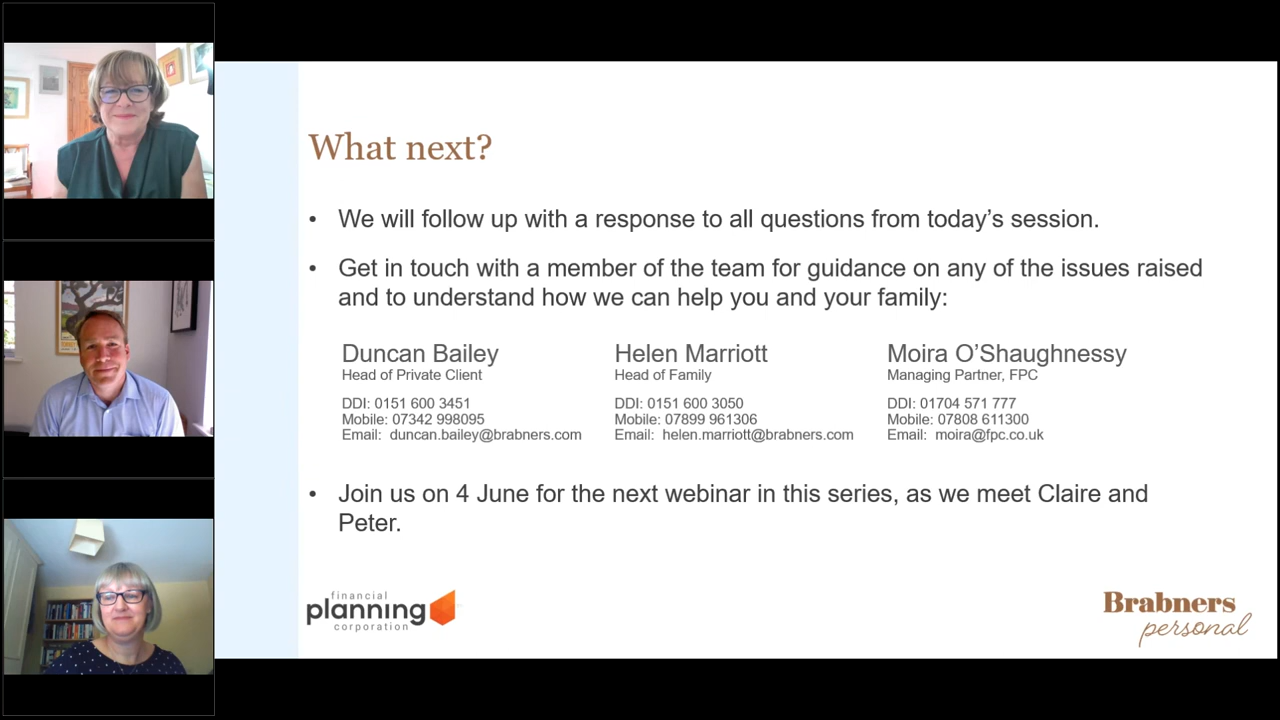 What next?
• We will follow up with a response to all questions from today's session.
• Get in touch with a member of the team for guidance on any of the issues raised
and to understand how we can help you and your family:
Duncan Bailey
Head of Private Client
DDI: 0151 600 3451
Mobile: 07342 998095
Email: duncan.bailey@brabners.com
Helen Marriott
Head of Family
DDI: 0151 600 3050
Mobile: 07899 961306
Email: helen.marriott@brabners.com
Moira O'Shaughnessy
Managing Partner, FPC
DDI: 01704 571 777
Mobile: 07808 611300
Email: moira@fpc.co.uk
• Join us on 4 June for the next webinar in this series, as we meet Claire and
Peter.
financial
planning
corporation
Brabners
personal